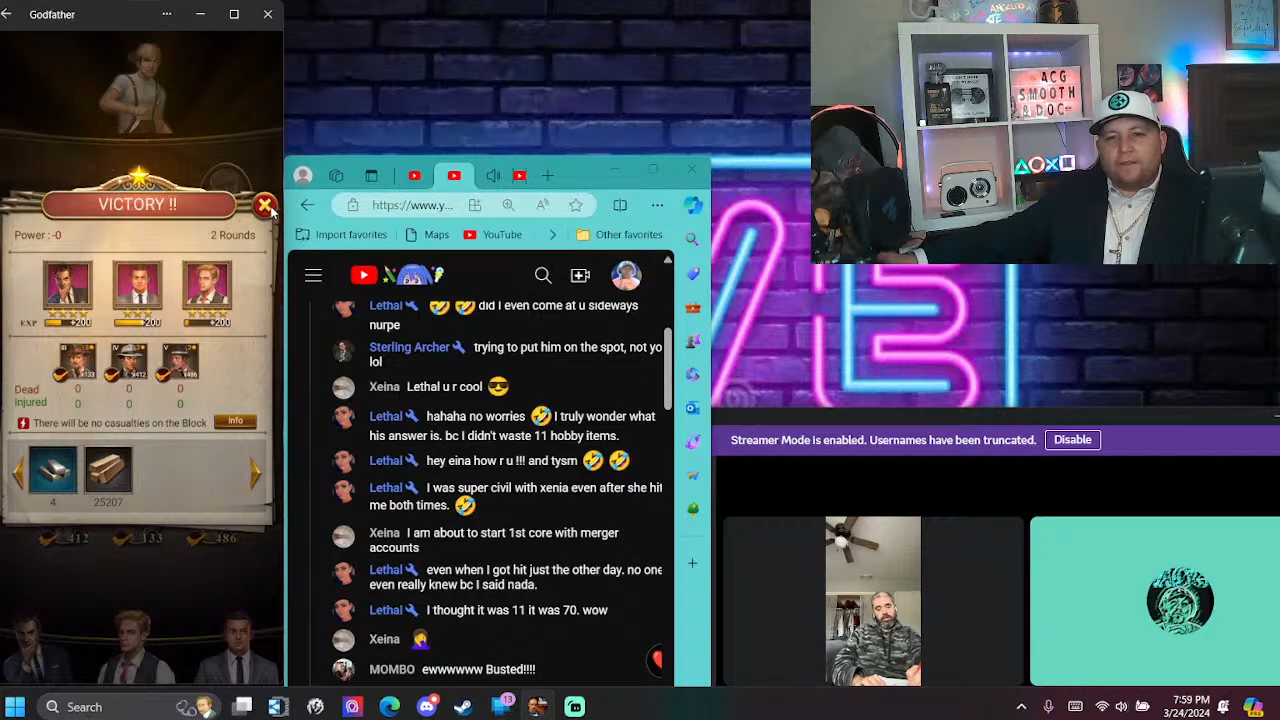 Godfather
VICTORY !!
Power : -0
2 Rounds
EXP
+200
+200
+200
III
IV
V
x133
x412
x486
Dead
0
0
0
Injured
0
0
0
There will be no casualties on the Block
Info
4
25207
412
133
486
https://www.y...
Import favorites
Maps
YouTube
Other favorites
Lethal 🤣 🤣 did I even come at u sideways
nurpe
Sterling Archer trying to put him on the spot, not yo
lol
Xeina Lethal u r cool 😎
Lethal hahaha no worries 🤣 I truly wonder what
his answer is. bc I didn't waste 11 hobby items.
Lethal hey eina how r u !!! and tysm 🤣 🤣
Lethal I was super civil with xenia even after she hit
me both times. 🤣
Xeina I am about to start 1st core with merger
accounts
Lethal even when I got hit just the other day. no one
even really knew bc I said nada.
Lethal I thought it was 11 it was 70. wow
Xeina 🤦‍♀️
MOMBO ewwwwww Busted!!!!
ACG
SMOOTH
& DOC
Streamer Mode is enabled. Usernames have been truncated.
Disable
Search
13
7:59 PM
3/24/2024